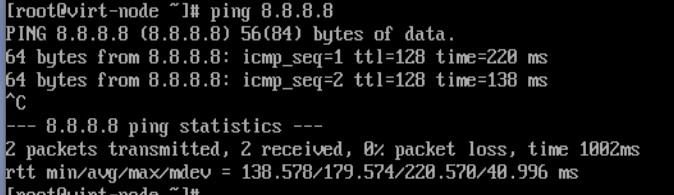 [root@virt-node ~]# ping 8.8.8.8
PING 8.8.8.8 (8.8.8.8) 56(84) bytes of data.
64 bytes from 8.8.8.8: icmp_seq=1 ttl=128 time=220 ms
64 bytes from 8.8.8.8: icmp_seq=2 ttl=128 time=138 ms
^C
--- 8.8.8.8 ping statistics ---
2 packets transmitted, 2 received, 0% packet loss, time 1002ms
rtt min/avg/max/mdev = 138.578/179.574/220.570/40.996 ms
[root@virt-node ~]#